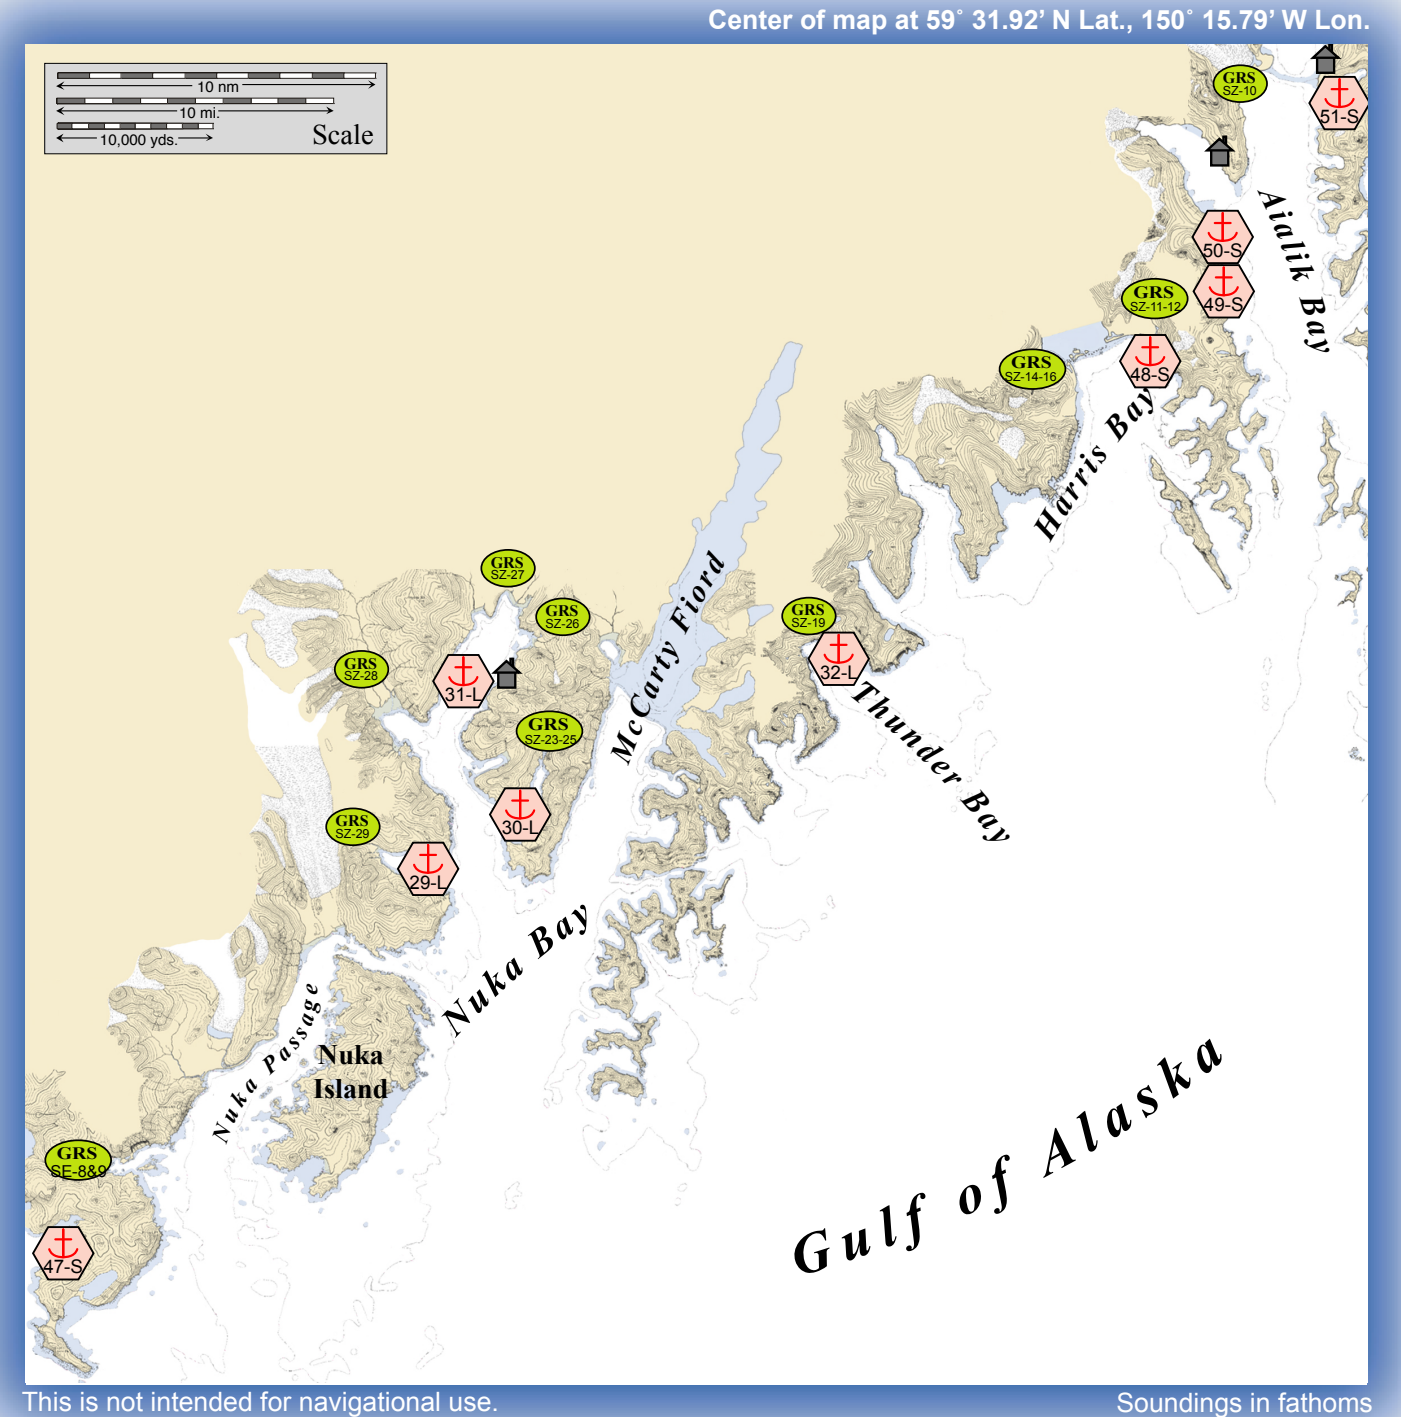 Center of map at 59° 31.92' N Lat., 150° 15.79' W Lon.
10 nm
10 mi.
10,000 yds.
Scale
GRS
SZ-10
51-S
Aialik Bay
50-S
49-S
GRS
SZ-11-12
48-S
GRS
SZ-14-16
Harris Bay
GRS
SZ-27
GRS
SZ-26
McCarty Fiord
GRS
SZ-19
32-L
Thunder Bay
GRS
SZ-28
31-L
GRS
SZ-23-25
30-L
GRS
SZ-29
29-L
Nuka Bay
Nuka Passage
Nuka
Island
GRS
SE-8&9
47-S
Gulf of Alaska
This is not intended for navigational use.
Soundings in fathoms